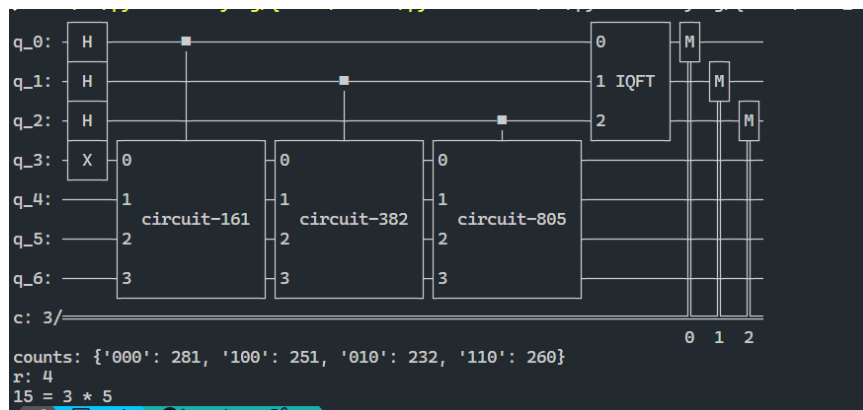 q_0: H 0 M
q_1: H 1 IQFT M
q_2: H 2 M
q_3: X 0 0 0
q_4: 1 1 1
circuit-161 circuit-382 circuit-805
q_5: 2 2 2
q_6: 3 3 3
c: 3/
0 1 2
counts: {'000': 281, '100': 251, '010': 232, '110': 260}
r: 4
15 = 3 * 5